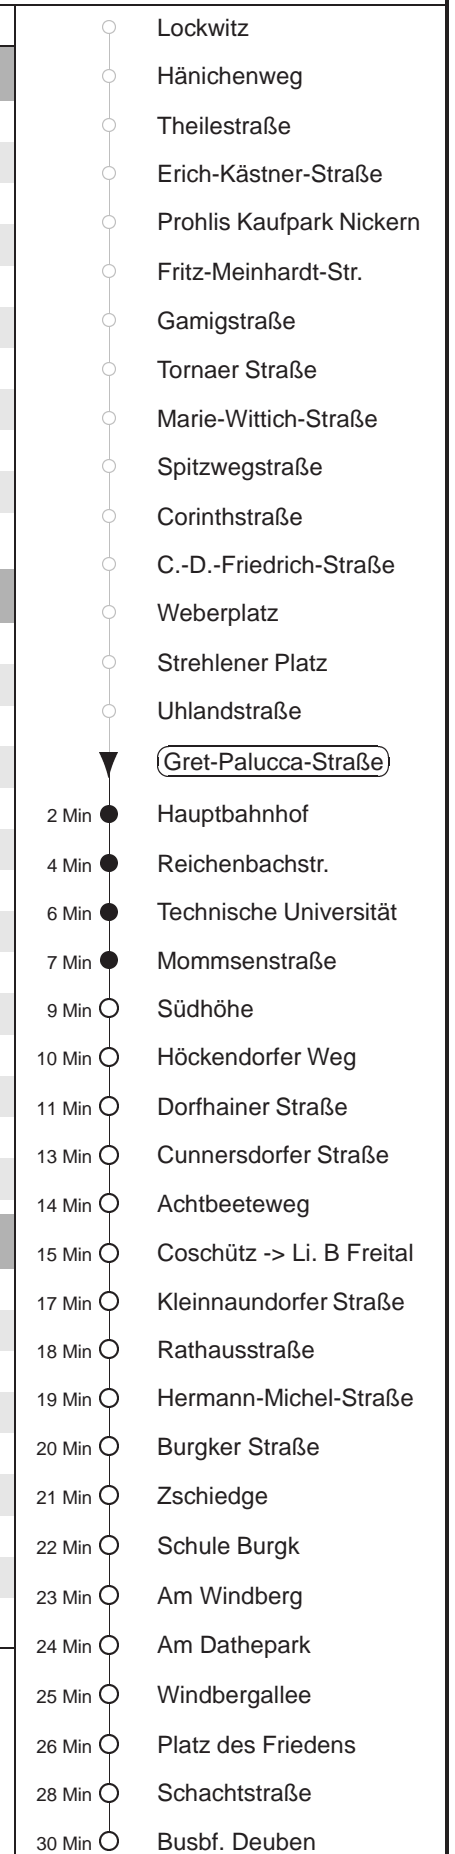 Lockwitz
Hänichenweg
Theilestraße
Erich-Kästner-Straße
Prohlis Kaufpark Nickern
Fritz-Meinhardt-Str.
Gamigstraße
Tornaer Straße
Marie-Wittich-Straße
Spitzwegstraße
Corinthstraße
C.-D.-Friedrich-Straße
Weberplatz
Strehlener Platz
Uhlandstraße
Gret-Palucca-Straße
2 Min Hauptbahnhof
4 Min Reichenbachstr.
6 Min Technische Universität
7 Min Mommsenstraße
9 Min Südhöhe
10 Min Höckendorfer Weg
11 Min Dorfhainer Straße
13 Min Cunnersdorfer Straße
14 Min Achtbeeteweg
15 Min Coschütz -> Li. B Freital
17 Min Kleinnaundorfer Straße
18 Min Rathausstraße
19 Min Hermann-Michel-Straße
20 Min Burgker Straße
21 Min Zschiedge
22 Min Schule Burgk
23 Min Am Windberg
24 Min Am Dathepark
25 Min Windbergallee
26 Min Platz des Friedens
28 Min Schachtstraße
30 Min Busbf. Deuben